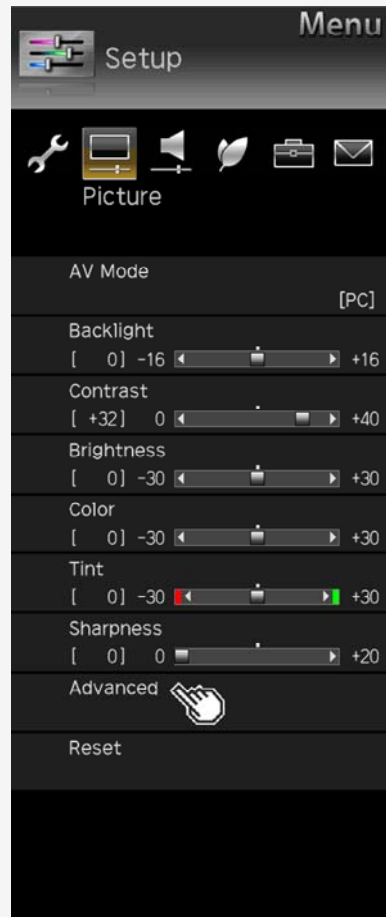 Menu
Setup
Picture
AV Mode
[PC]
Backlight
[ 0] -16 +16
Contrast
[ +32] 0 +40
Brightness
[ 0] -30 +30
Color
[ 0] -30 +30
Tint
[ 0] -30 +30
Sharpness
[ 0] 0 +20
Advanced
Reset